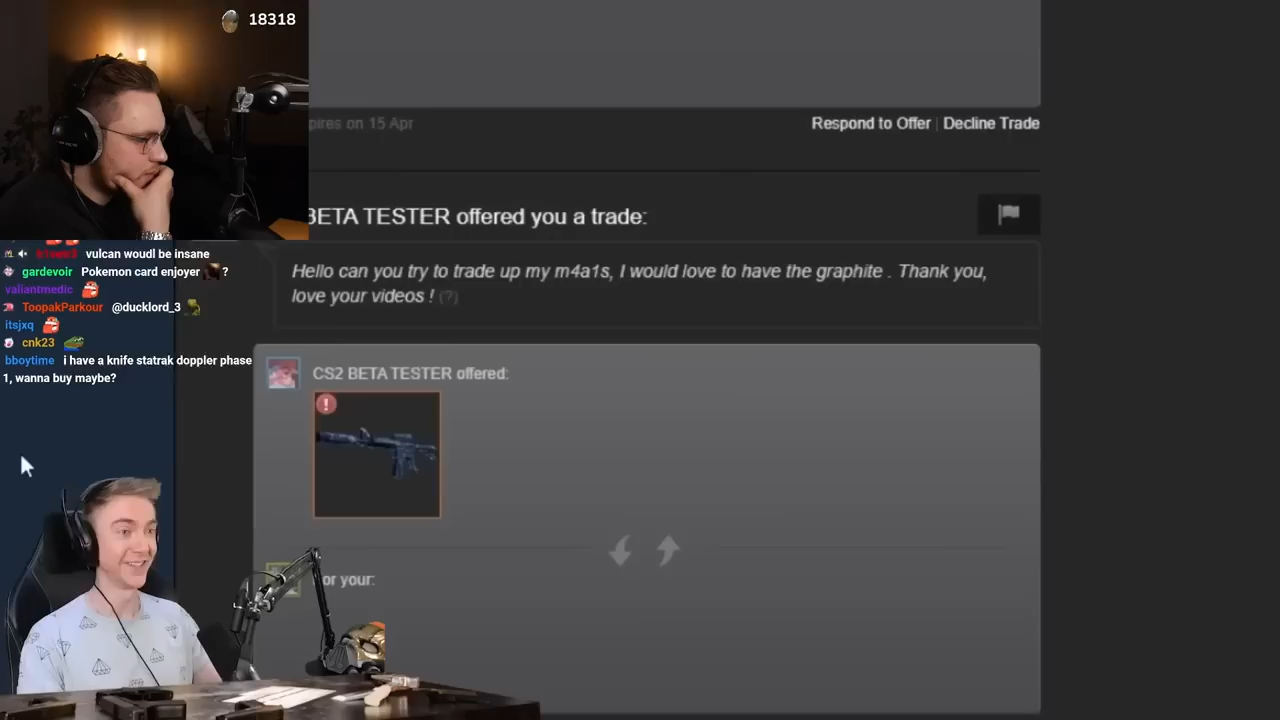 18318
pires on 15 Apr
Respond to Offer | Decline Trade
BETA TESTER offered you a trade:
Hello can you try to trade up my m4a1s, I would love to have the graphite . Thank you,
love your videos ! (?)
vulcan woudl be insane
gardevoir Pokemon card enjoyer ?
valiantmedic
ToopakParkour @ducklord_3
itsjxq
cnk23
bboytime i have a knife statrak doppler phase
1, wanna buy maybe?
CS2 BETA TESTER offered:
!
or your: